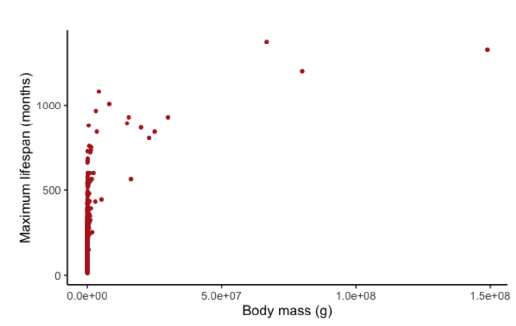 Maximum lifespan (months)
1000
500
0
0.0e+00 5.0e+07 1.0e+08 1.5e+08
Body mass (g)